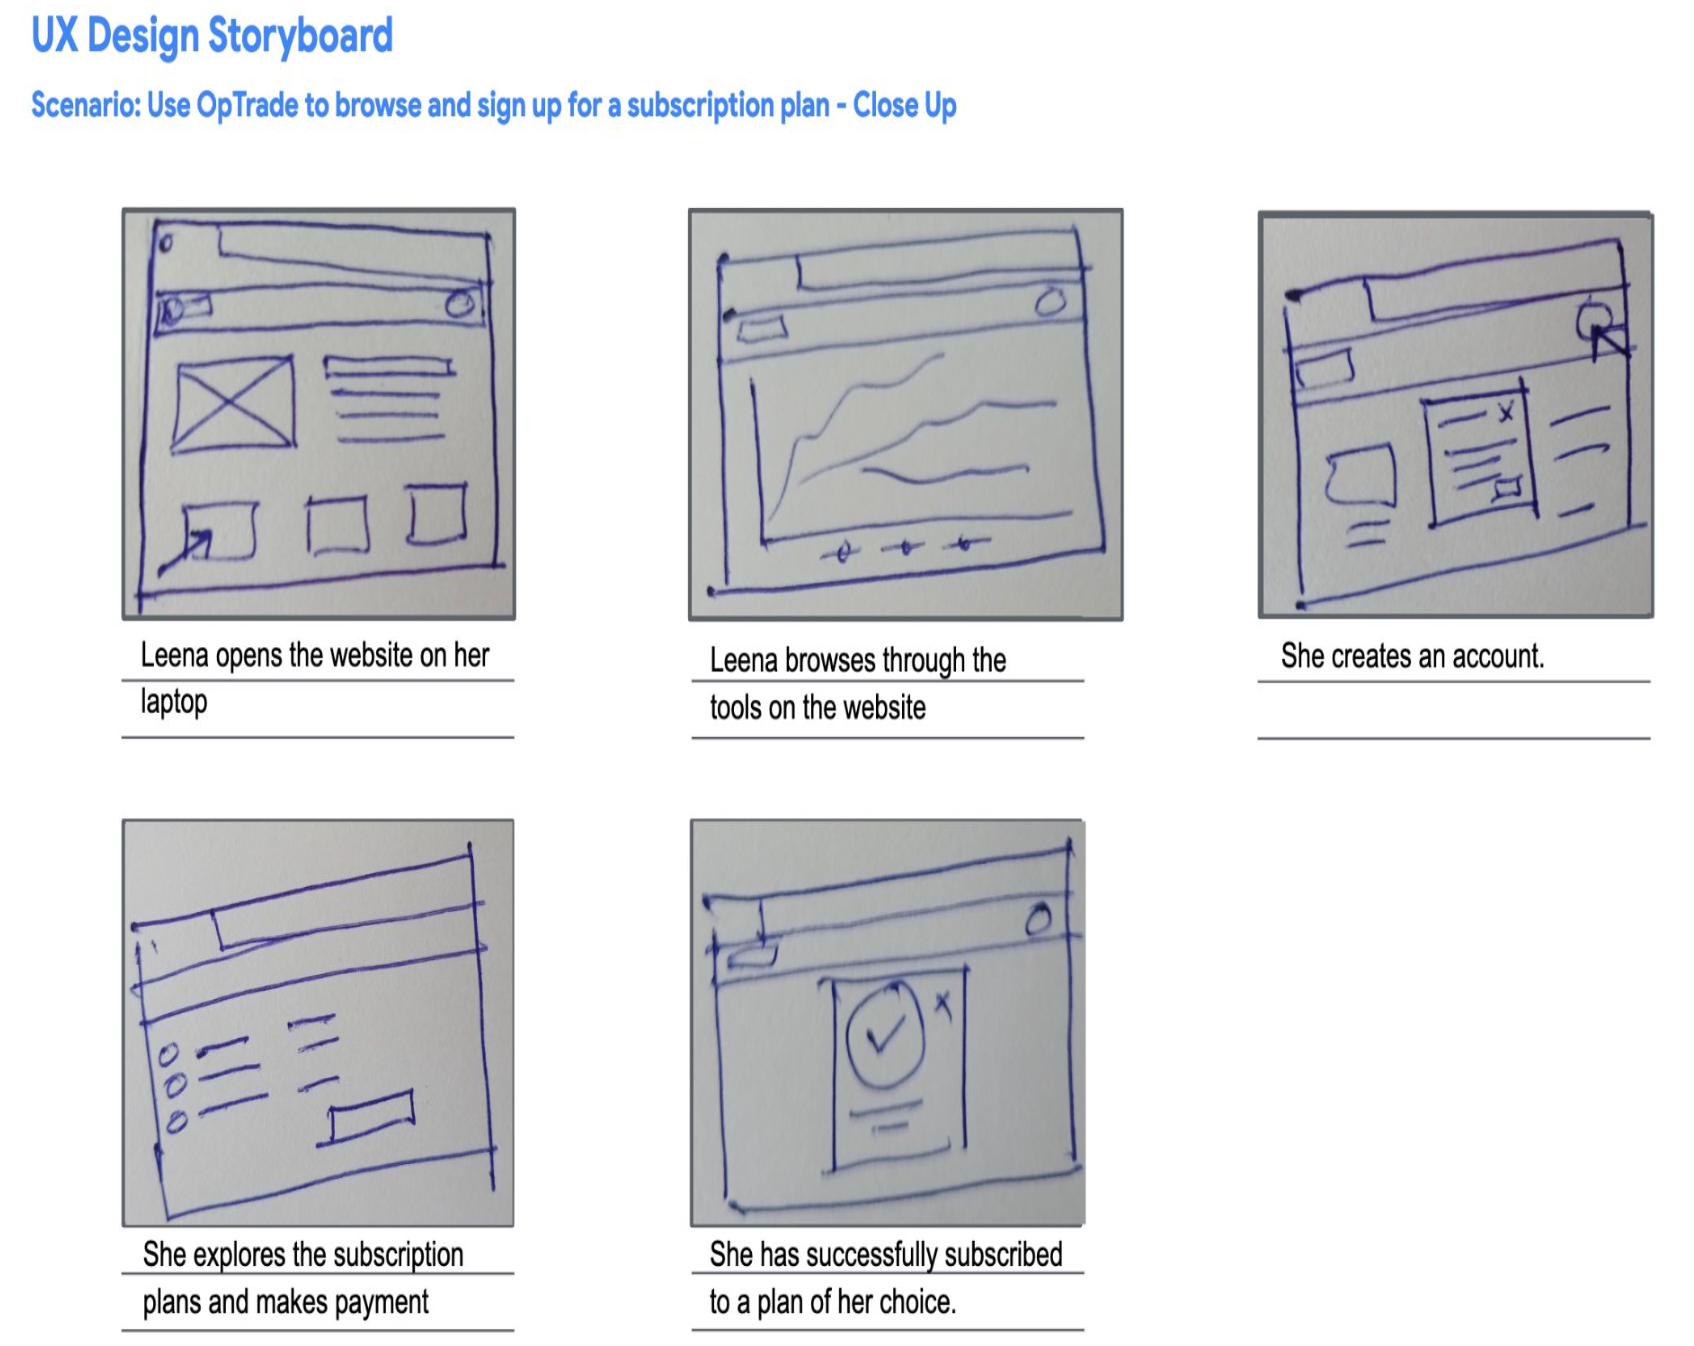 UX Design Storyboard
Scenario: Use OpTrade to browse and sign up for a subscription plan - Close Up
Leena opens the website on her
laptop
Leena browses through the
tools on the website
She creates an account.
She explores the subscription
plans and makes payment
She has successfully subscribed
to a plan of her choice.